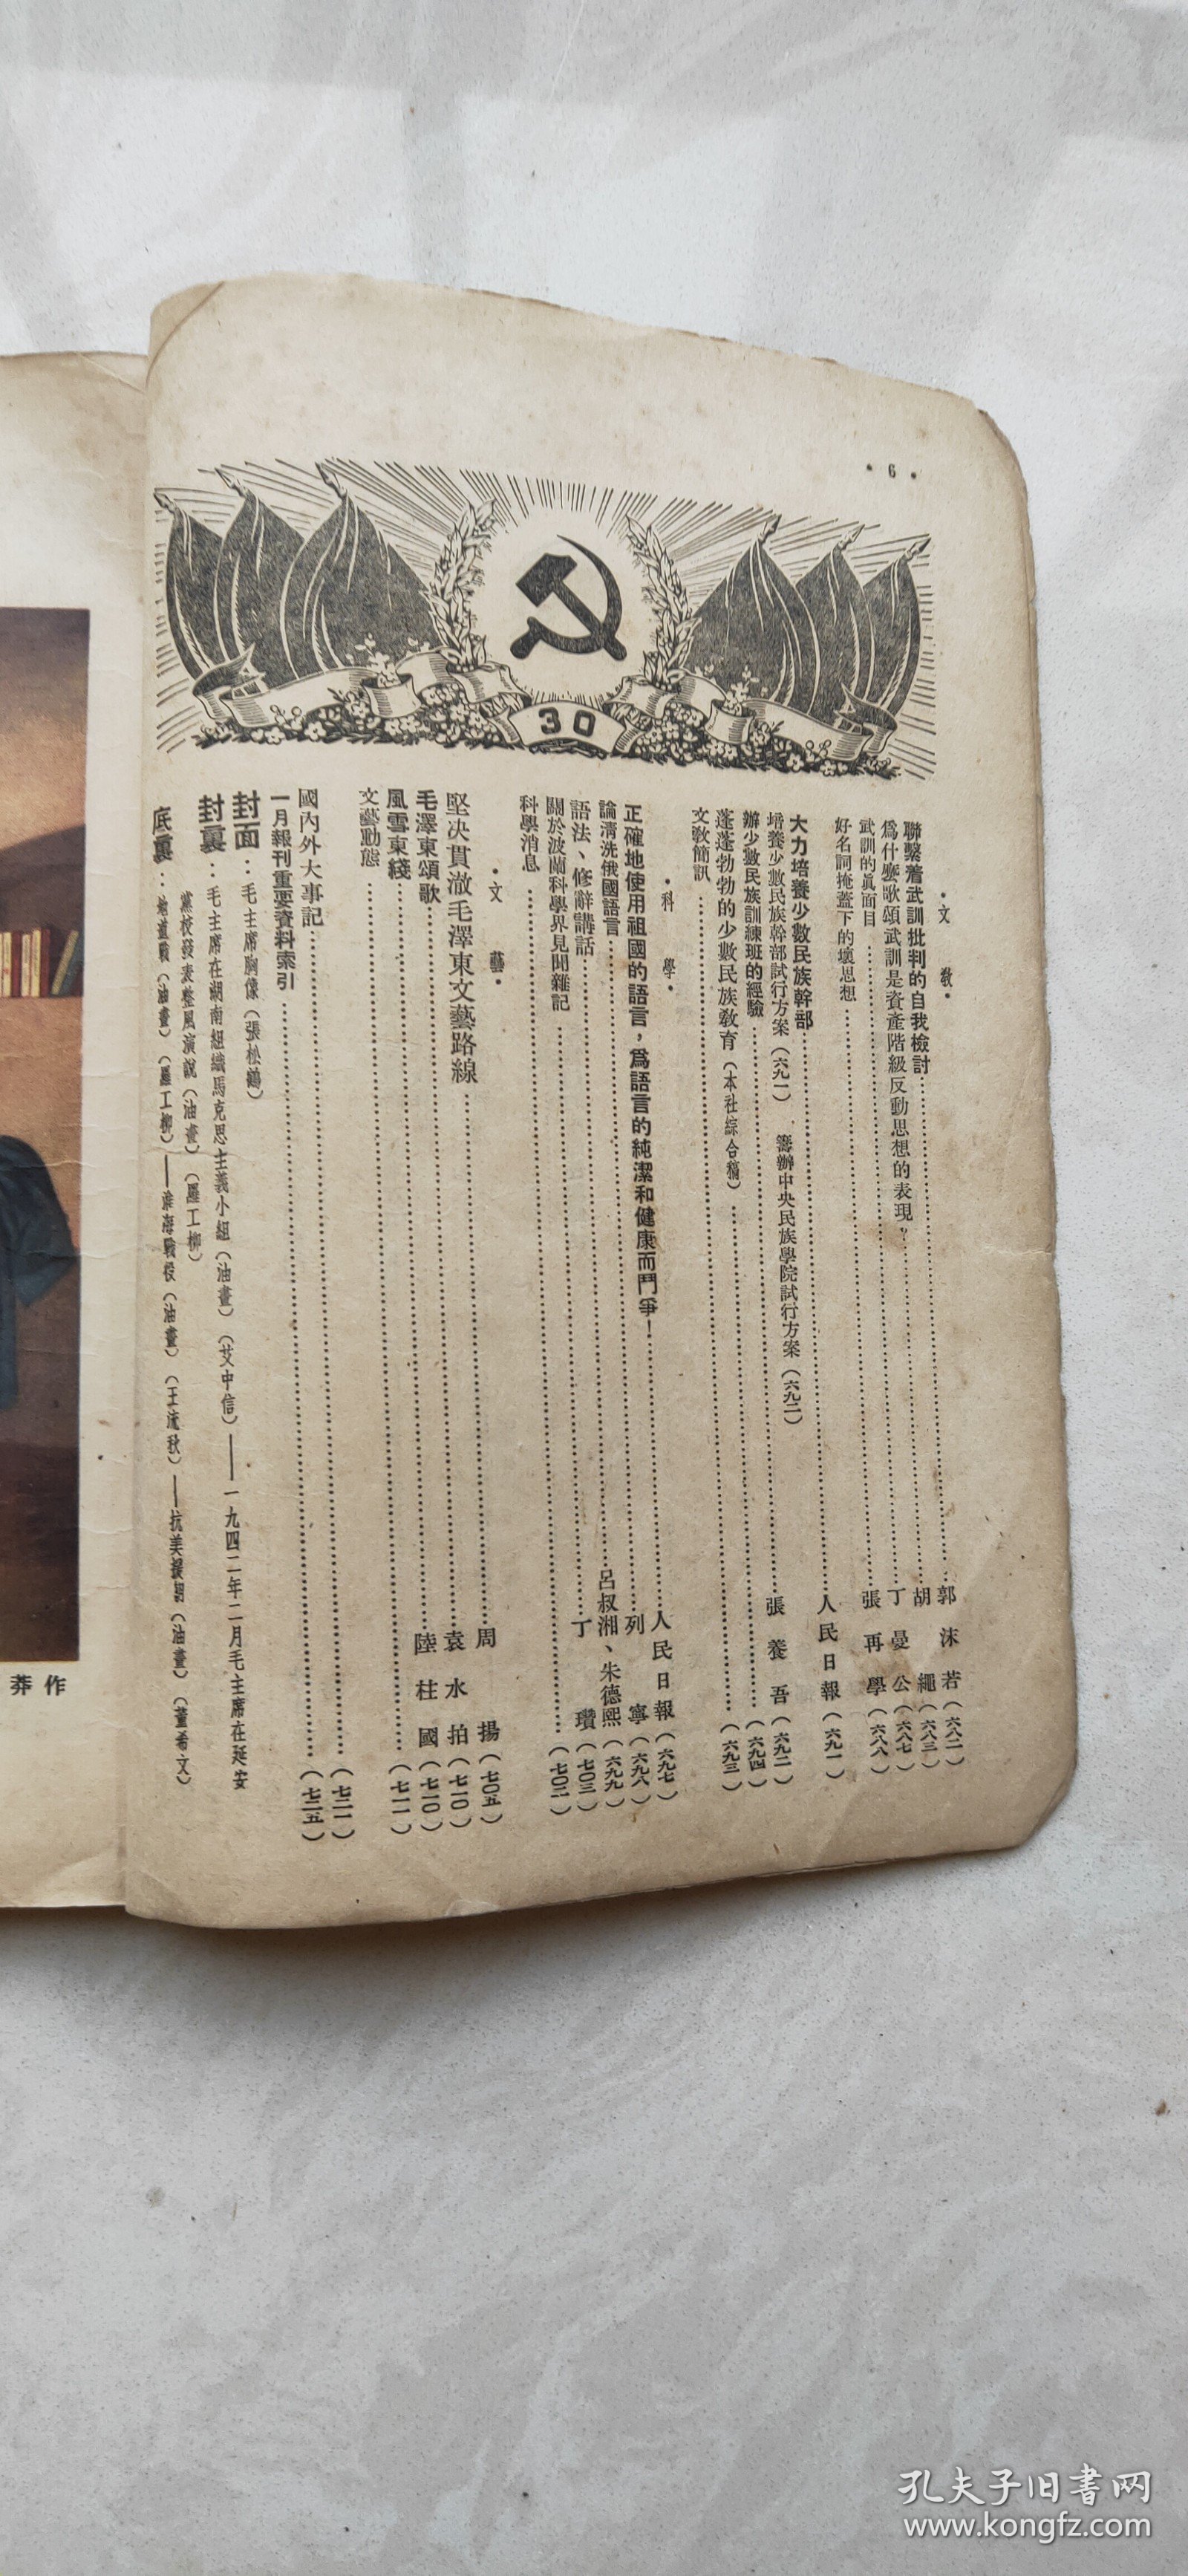 • 6 •
30
•文 教•
聯繫着武訓批判的自我檢討……郭沫若（六八二）
爲什麼歌頌武訓是資產階級反動思想的表現？……胡 繩（六八三）
武訓的眞面目……丁曼公（六八七）
好名詞掩蓋下的壞思想……張再學（六八八）
大力培養少數民族幹部……人民日報（六九一）
培養少數民族幹部試行方案（六九一） 籌辦中央民族學院試行方案（六九二）
辦少數民族訓練班的經驗……張養吾（六九二）
蓬蓬勃勃的少數民族教育（本社綜合稿）……（六九四）
文敎簡訊……（六九三）
•科 學•
正確地使用祖國的語言，爲語言的純潔和健康而鬥爭！……人民日報（六九七）
論清洗俄國語言……列 寧（六九八）
語法、修辭講話……呂叔湘、朱德熙（六九九）
關於波蘭科學界見聞雜記……丁 瓚（七〇三）
科學消息……（七〇二）
•文 藝•
堅决貫澈毛澤東文藝路線……周 揚（七〇五）
毛澤東頌歌……袁水拍（七一〇）
風雪東綫……陸柱國（七一〇）
文藝動態……（七一一）
國內外大事記……（七二一）
一月報刊重要資料索引……（七二五）
封面：毛主席胸像（張松鶴）
封裏：毛主席在湖南組織馬克思主義小組（油畫）（艾中信）——一九四二年二月毛主席在延安
黨校發表整風演說（油畫）（羅工柳）
底裏：地道戰（油畫）（羅工柳）——淮海戰役（油畫）（王流秋）——抗美援朝（油畫）（董希文）
莽作
孔夫子旧書网
www.kongfz.com